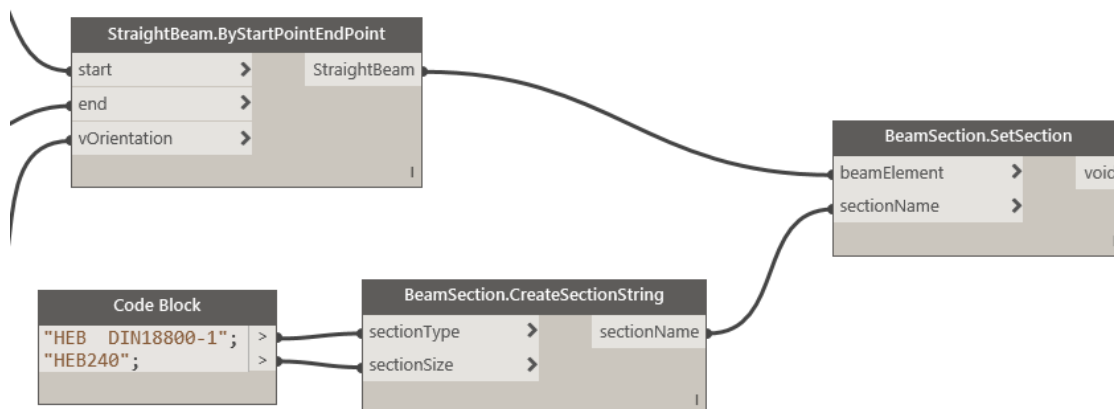 StraightBeam.ByStartPointEndPoint
start > StraightBeam
end >
vOrientation >
I
BeamSection.SetSection
beamElement > void
sectionName >
Code Block
"HEB  DIN18800-1"; >
"HEB240"; >
BeamSection.CreateSectionString
sectionType > sectionName
sectionSize >
I